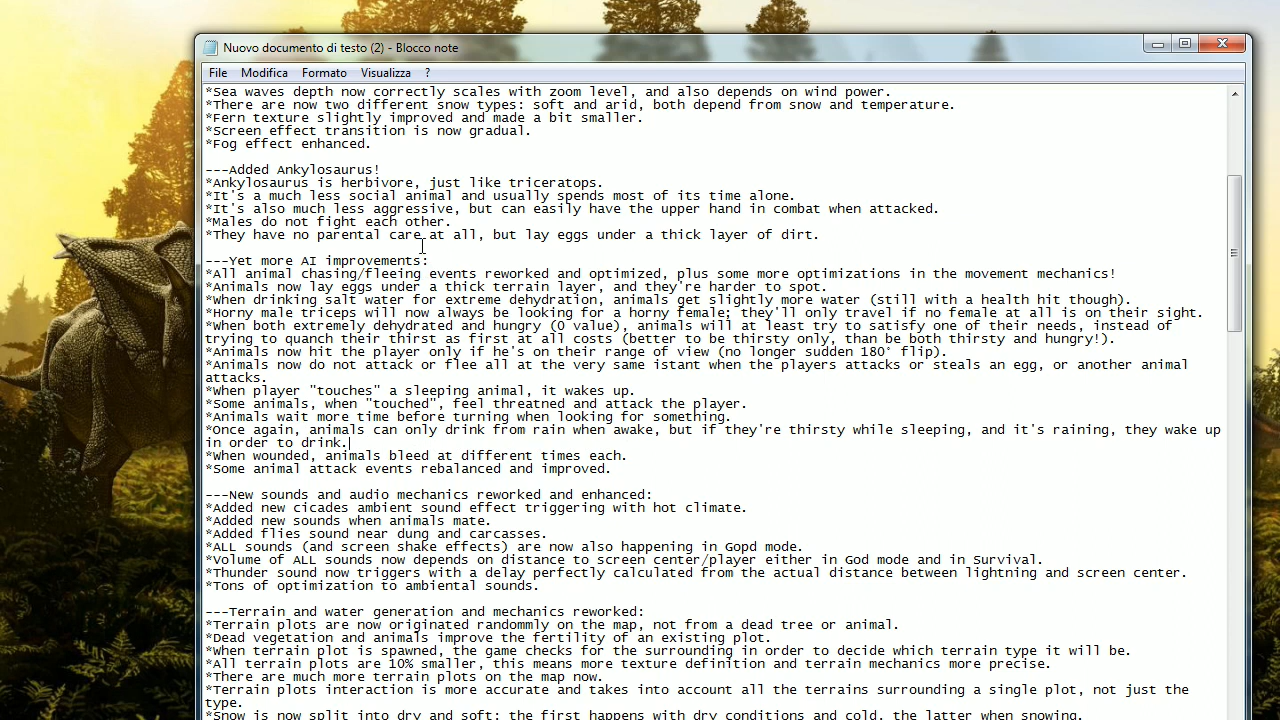 Nuovo documento di testo (2) - Blocco note
File Modifica Formato Visualizza ?
*Sea waves depth now correctly scales with zoom level, and also depends on wind power.
*There are now two different snow types: soft and arid, both depend from snow and temperature.
*Fern texture slightly improved and made a bit smaller.
*Screen effect transition is now gradual.
*Fog effect enhanced.
---Added Ankylosaurus!
*Ankylosaurus is herbivore, just like triceratops.
*It's a much less social animal and usually spends most of its time alone.
*It's also much less aggressive, but can easily have the upper hand in combat when attacked.
*Males do not fight each other.
*They have no parental care at all, but lay eggs under a thick layer of dirt.
---Yet more AI improvements:
*All animal chasing/fleeing events reworked and optimized, plus some more optimizations in the movement mechanics!
*Animals now lay eggs under a thick terrain layer, and they're harder to spot.
*When drinking salt water for extreme dehydration, animals get slightly more water (still with a health hit though).
*Horny male triceps will now always be looking for a horny female; they'll only travel if no female at all is on their sight.
*When both extremely dehydrated and hungry (0 value), animals will at least try to satisfy one of their needs, instead of
trying to quanch their thirst as first at all costs (better to be thirsty only, than be both thirsty and hungry!).
*Animals now hit the player only if he's on their range of view (no longer sudden 180° flip).
*Animals now do not attack or flee all at the very same istant when the players attacks or steals an egg, or another animal
attacks.
*When player "touches" a sleeping animal, it wakes up.
*Some animals, when "touched", feel threatned and attack the player.
*Animals wait more time before turning when looking for something.
*Once again, animals can only drink from rain when awake, but if they're thirsty while sleeping, and it's raining, they wake up
in order to drink.
*When wounded, animals bleed at different times each.
*Some animal attack events rebalanced and improved.
---New sounds and audio mechanics reworked and enhanced:
*Added new cicades ambient sound effect triggering with hot climate.
*Added new sounds when animals mate.
*Added flies sound near dung and carcasses.
*ALL sounds (and screen shake effects) are now also happening in Gopd mode.
*Volume of ALL sounds now depends on distance to screen center/player either in God mode and in Survival.
*Thunder sound now triggers with a delay perfectly calculated from the actual distance between lightning and screen center.
*Tons of optimization to ambiental sounds.
---Terrain and water generation and mechanics reworked:
*Terrain plots are now originated randommly on the map, not from a dead tree or animal.
*Dead vegetation and animals improve the fertility of an existing plot.
*When terrain plot is spawned, the game checks for the surrounding in order to decide which terrain type it will be.
*All terrain plots are 10% smaller, this means more texture definition and terrain mechanics more precise.
*There are much more terrain plots on the map now.
*Terrain plots interaction is more accurate and takes into account all the terrains surrounding a single plot, not just the
type.
*Snow is now split into dry and soft: the first happens with dry conditions and cold, the latter when snowing.